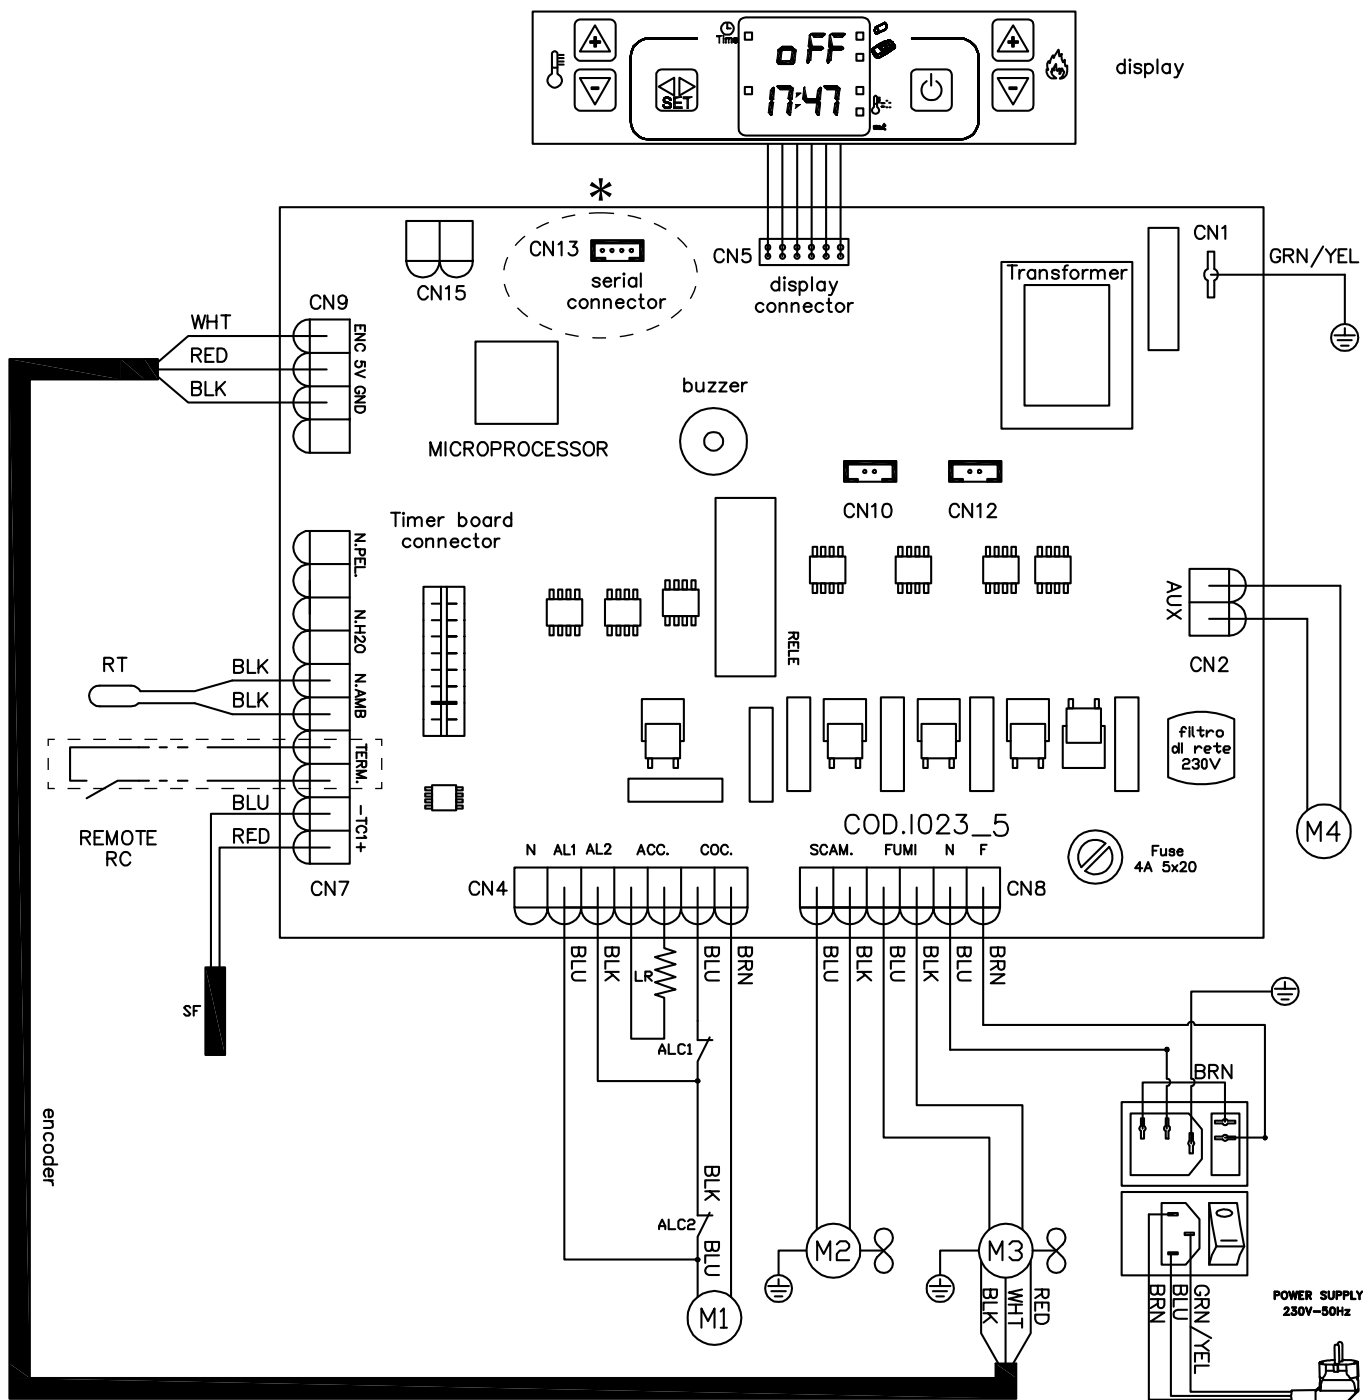 Time
oFF
17:47
SET
display
*
CN13
serial
connector
CN5
display
connector
CN1
GRN/YEL
Transformer
CN15
CN9
WHT
RED
BLK
ENC 5V GND
MICROPROCESSOR
buzzer
CN10
CN12
Timer board
connector
N.PEL.
N.H2O
N.AMB
TERM.
-TC1+
RELE
AUX
CN2
RT
BLK
BLK
filtro
di rete
230V
BLU
RED
REMOTE
RC
CN7
COD.I023_5
M4
Fuse
4A 5x20
N AL1 AL2 ACC. COC.
CN4
SCAM. FUMI N F
CN8
BLU
BLK
LR
BLU
BRN
BLU
BLK
BLU
BLK
BLU
BRN
SF
ALC1
BRN
encoder
BLK
ALC2
BLU
M1
M2
M3
BLK
WHT
RED
BRN
BLU
GRN/YEL
POWER SUPPLY
230V-50Hz